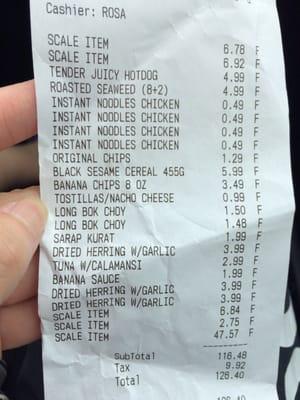 Cashier: ROSA
SCALE ITEM 6.78 F
SCALE ITEM 6.92 F
TENDER JUICY HOTDOG 4.99 F
ROASTED SEAWEED (8+2) 4.99 F
INSTANT NOODLES CHICKEN 0.49 F
INSTANT NOODLES CHICKEN 0.49 F
INSTANT NOODLES CHICKEN 0.49 F
INSTANT NOODLES CHICKEN 0.49 F
ORIGINAL CHIPS 1.29 F
BLACK SESAME CEREAL 455G 5.99 F
BANANA CHIPS 8 OZ 3.49 F
TOSTILLAS/NACHO CHEESE 0.99 F
LONG BOK CHOY 1.50 F
LONG BOK CHOY 1.48 F
SARAP KURAT 1.99 F
DRIED HERRING W/GARLIC 3.99 F
TUNA W/CALAMANSI 2.99 F
BANANA SAUCE 1.99 F
DRIED HERRING W/GARLIC 3.99 F
DRIED HERRING W/GARLIC 3.99 F
SCALE ITEM 6.84 F
SCALE ITEM 2.75 F
SCALE ITEM 47.57 F
SubTotal 116.48
Tax 9.92
Total 126.40